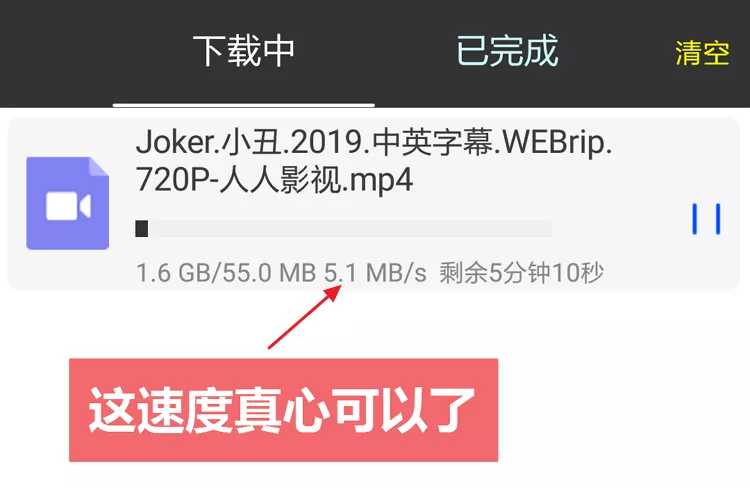 下载中 已完成 清空
Joker.小丑.2019.中英字幕.WEBrip.
720P-人人影视.mp4
1.6 GB/55.0 MB 5.1 MB/s 剩余5分钟10秒
这速度真心可以了